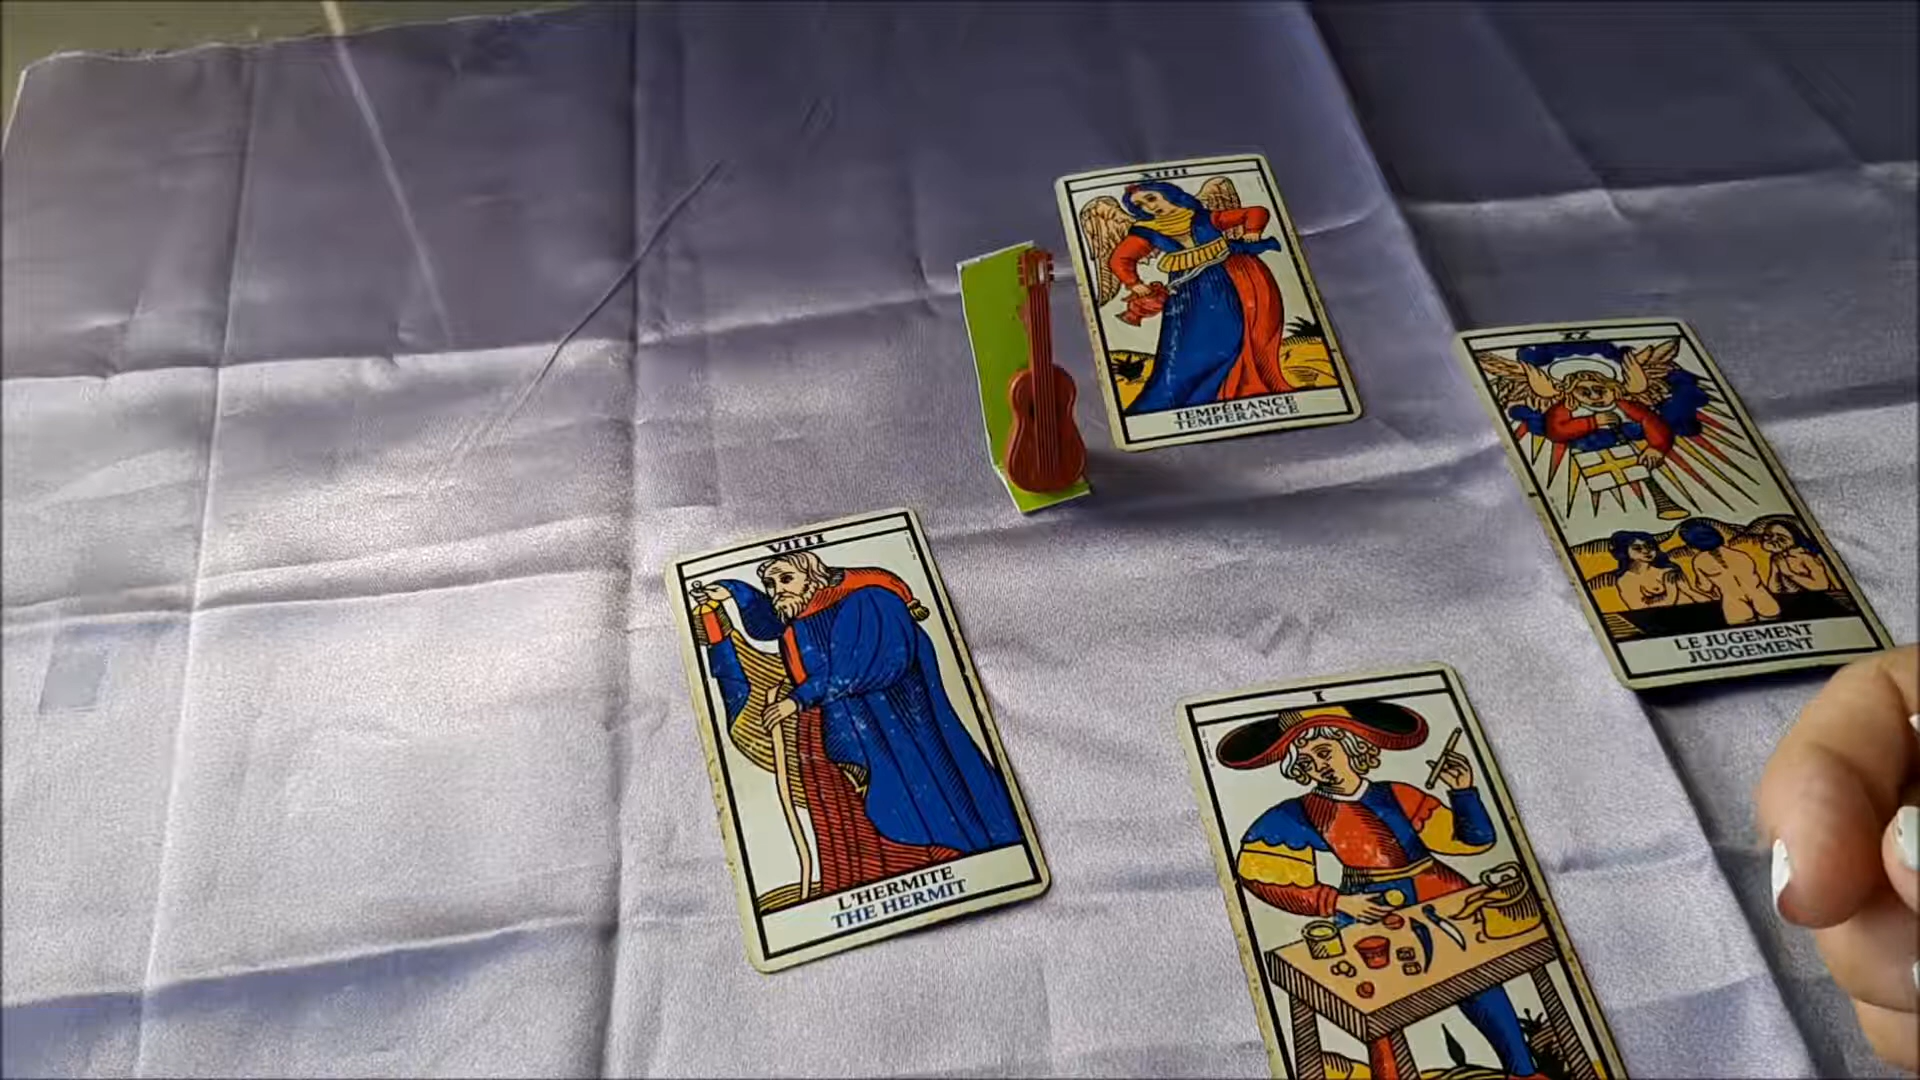 XIIII
TEMPÉRANCE
TEMPERANCE
XX
LE JUGEMENT
JUDGEMENT
VIIII
L'HERMITE
THE HERMIT
I